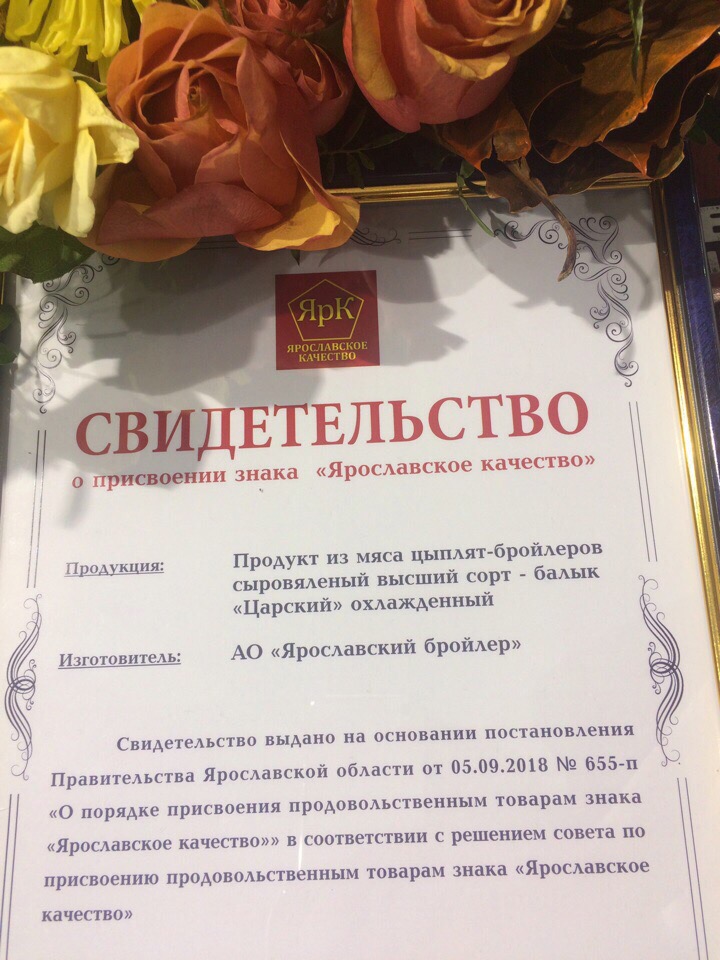 ЯрК
ЯРОСЛАВСКОЕ
КАЧЕСТВО
СВИДЕТЕЛЬСТВО
о присвоении знака «Ярославское качество»
Продукция: Продукт из мяса цыплят-бройлеров
сыровяленый высший сорт - балык
«Царский» охлажденный
Изготовитель: АО «Ярославский бройлер»
Свидетельство выдано на основании постановления
Правительства Ярославской области от 05.09.2018 № 655-п
«О порядке присвоения продовольственным товарам знака
«Ярославское качество»» в соответствии с решением совета по
присвоению продовольственным товарам знака «Ярославское
качество»